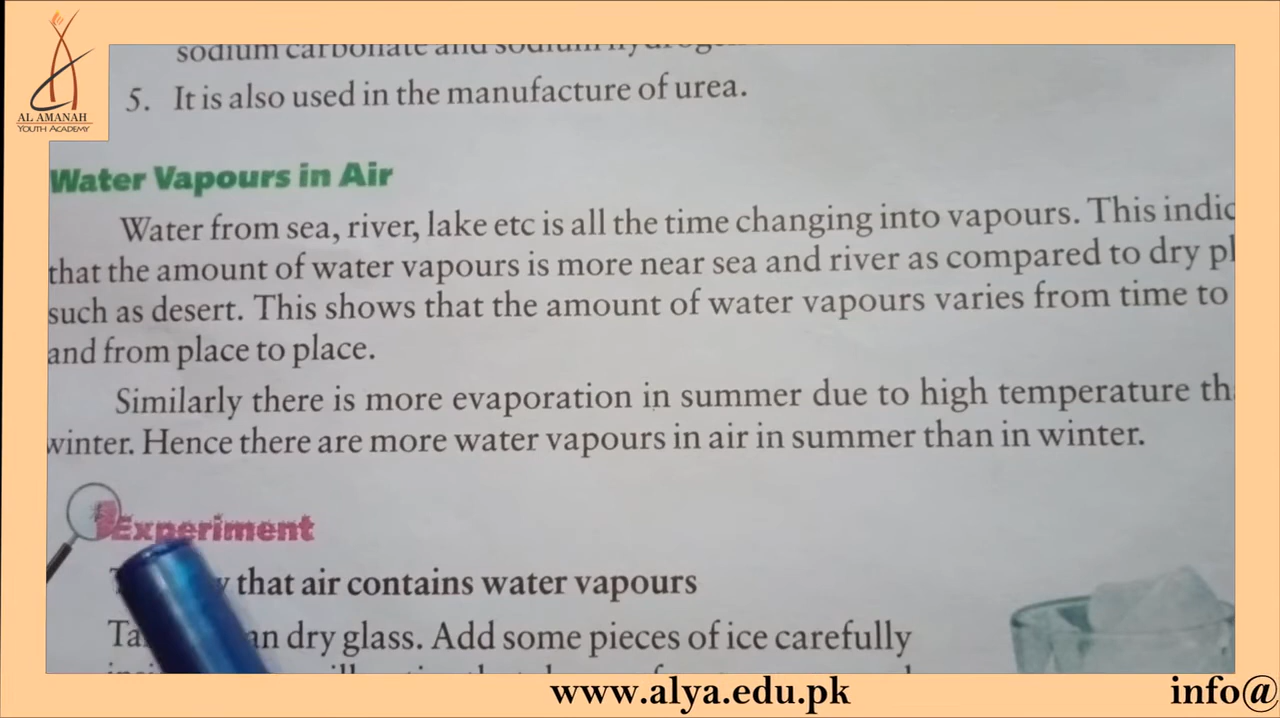 AL AMANAH
YOUTH ACADEMY
sodium carbonate and sodium
5. It is also used in the manufacture of urea.
Water Vapours in Air
Water from sea, river, lake etc is all the time changing into vapours. This indic
that the amount of water vapours is more near sea and river as compared to dry pl
such as desert. This shows that the amount of water vapours varies from time to
and from place to place.
Similarly there is more evaporation in summer due to high temperature th
winter. Hence there are more water vapours in air in summer than in winter.
Experiment
that air contains water vapours
Ta an dry glass. Add some pieces of ice carefully
www.alya.edu.pk
info@